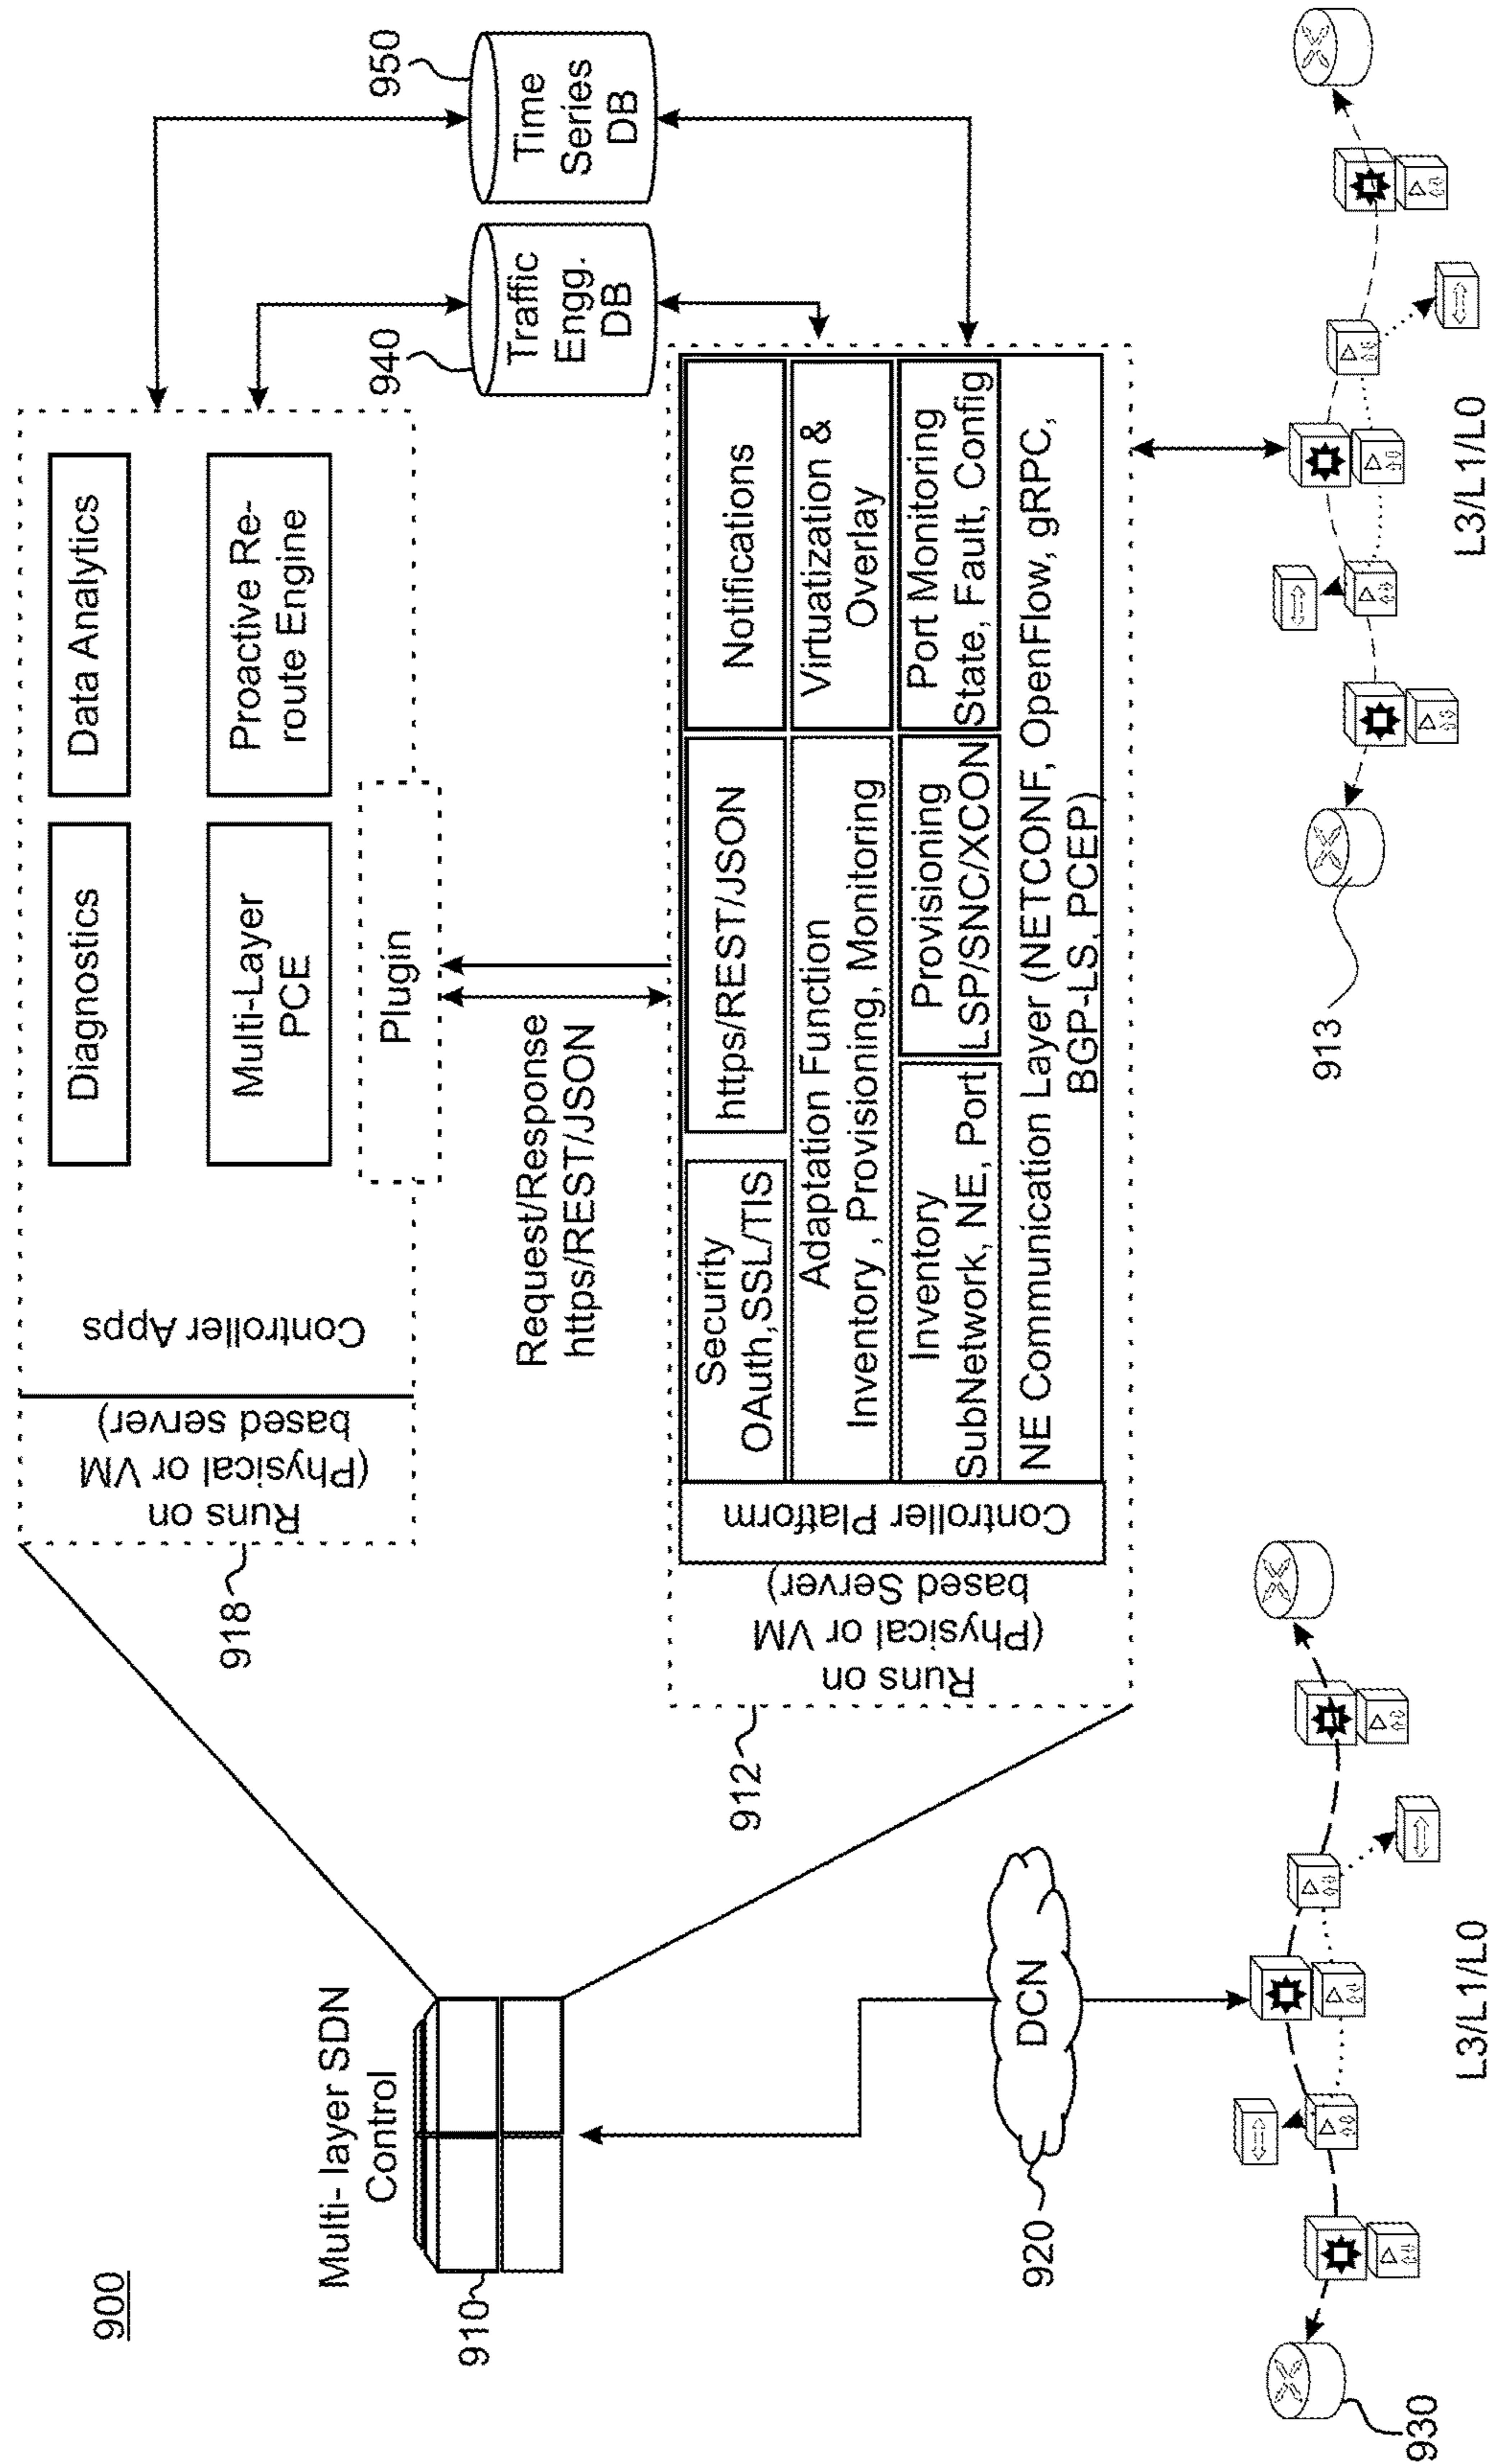 900
Multi- layer SDN
Control
910
DCN
920
930
L3/L1/L0
918
Runs on
(Physical or VM
based server)
Controller Apps
Diagnostics
Data Analytics
Multi-Layer
PCE
Proactive Re-
route Engine
Plugin
Request/Response
https/REST/JSON
940
Traffic
Engg.
DB
950
Time
Series
DB
912
Runs on
(Physical or VM
based Server)
Controller Platform
Security
OAuth,SSL/TIS
https/REST/JSON
Notifications
Adaptation Function
Inventory , Provisioning, Monitoring
Virtuatization &
Overlay
Inventory
SubNetwork, NE, Port
Provisioning
LSP/SNC/XCON
Port Monitoring
State, Fault, Config
NE Communication Layer (NETCONF, OpenFlow, gRPC,
BGP-LS, PCEP)
913
L3/L1/L0